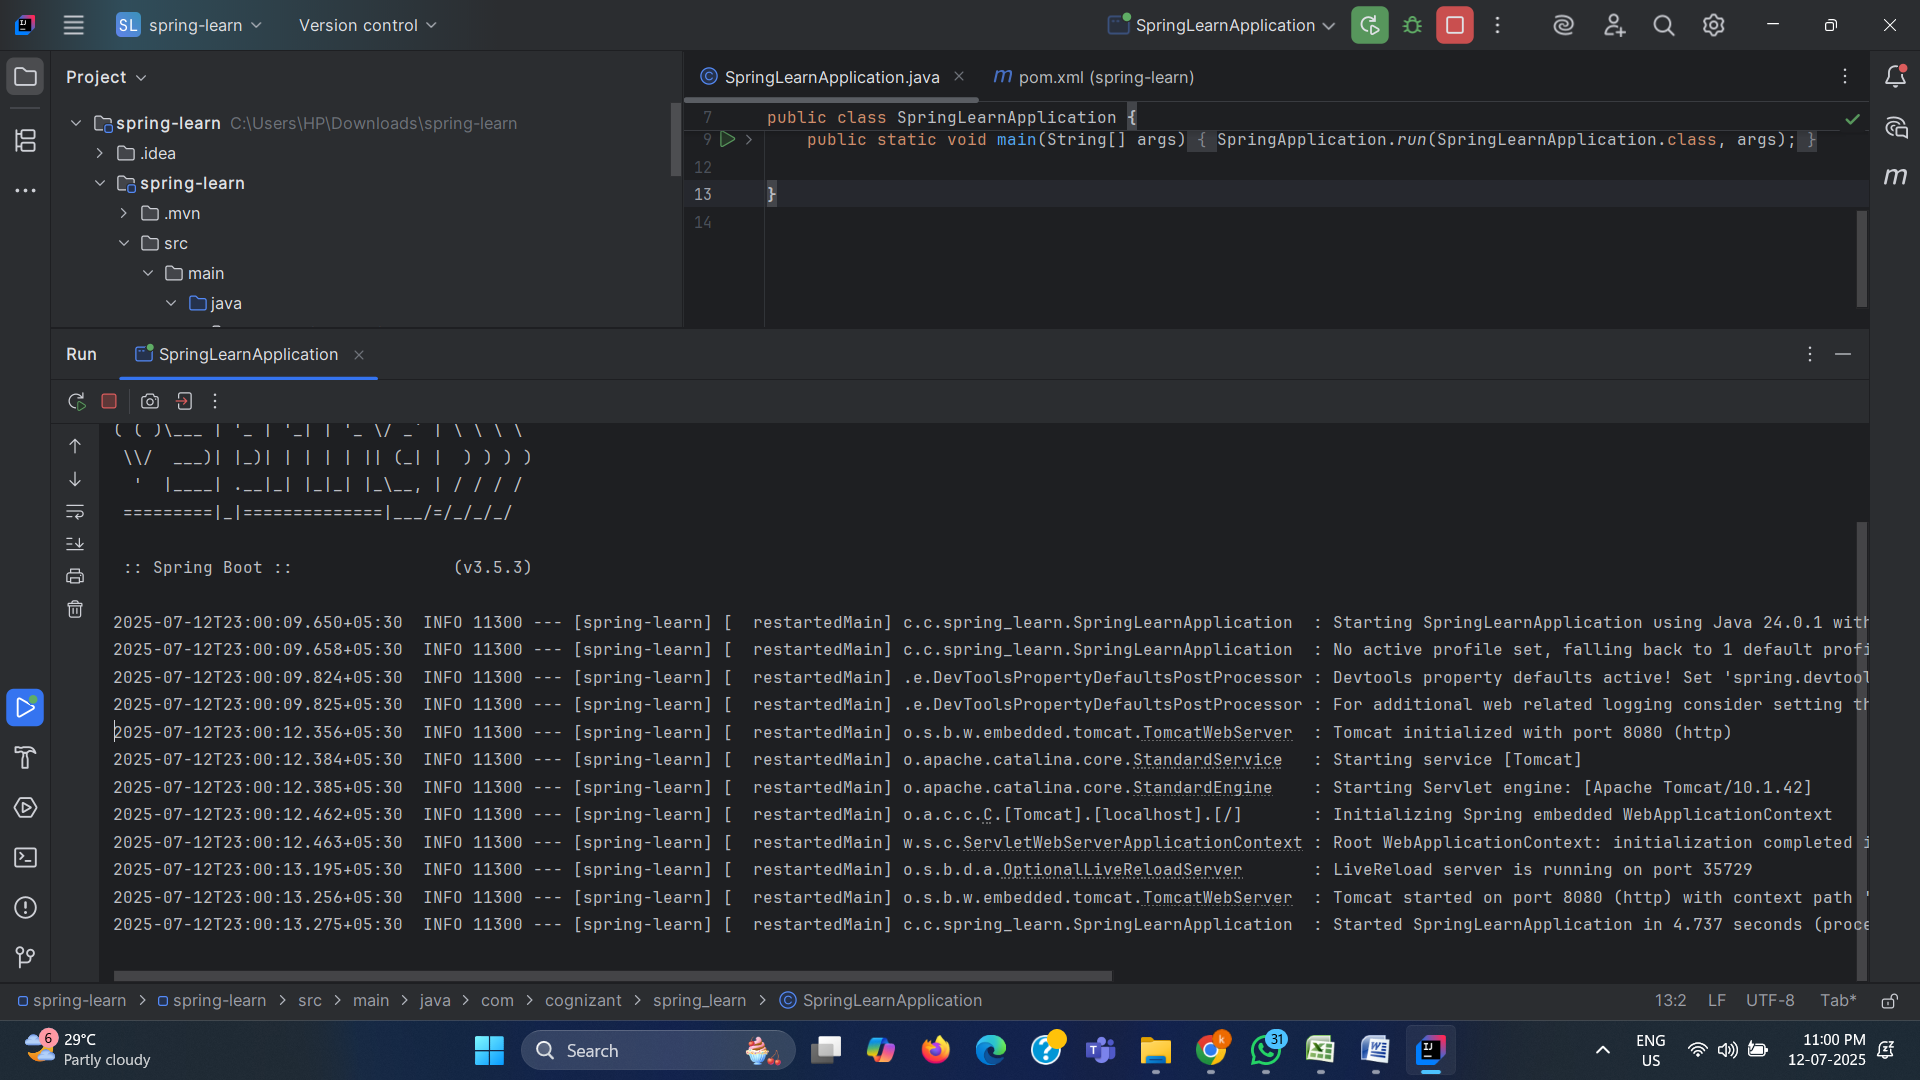 SL spring-learn Version control SpringLearnApplication
Project
SpringLearnApplication.java pom.xml (spring-learn)
spring-learn C:\Users\HP\Downloads\spring-learn
.idea
spring-learn
.mvn
src
main
java
7 public class SpringLearnApplication {
9 public static void main(String[] args) { SpringApplication.run(SpringLearnApplication.class, args); }
12
13 }
14
Run SpringLearnApplication
( ( )\___ | '_ | '_| | '_ \/ _` | \ \ \ \
\\/  ___)| |_)| | | | | || (_| |  ) ) ) )
'  |____| .__|_| |_|_| |_\__, | / / / /
=========|_|==============|___/=/_/_/_/
:: Spring Boot :: (v3.5.3)
2025-07-12T23:00:09.650+05:30 INFO 11300 --- [spring-learn] [ restartedMain] c.c.spring_learn.SpringLearnApplication : Starting SpringLearnApplication using Java 24.0.1 with
2025-07-12T23:00:09.658+05:30 INFO 11300 --- [spring-learn] [ restartedMain] c.c.spring_learn.SpringLearnApplication : No active profile set, falling back to 1 default profi
2025-07-12T23:00:09.824+05:30 INFO 11300 --- [spring-learn] [ restartedMain] .e.DevToolsPropertyDefaultsPostProcessor : Devtools property defaults active! Set 'spring.devtool
2025-07-12T23:00:09.825+05:30 INFO 11300 --- [spring-learn] [ restartedMain] .e.DevToolsPropertyDefaultsPostProcessor : For additional web related logging consider setting th
2025-07-12T23:00:12.356+05:30 INFO 11300 --- [spring-learn] [ restartedMain] o.s.b.w.embedded.tomcat.TomcatWebServer : Tomcat initialized with port 8080 (http)
2025-07-12T23:00:12.384+05:30 INFO 11300 --- [spring-learn] [ restartedMain] o.apache.catalina.core.StandardService : Starting service [Tomcat]
2025-07-12T23:00:12.385+05:30 INFO 11300 --- [spring-learn] [ restartedMain] o.apache.catalina.core.StandardEngine : Starting Servlet engine: [Apache Tomcat/10.1.42]
2025-07-12T23:00:12.462+05:30 INFO 11300 --- [spring-learn] [ restartedMain] o.a.c.c.C.[Tomcat].[localhost].[/] : Initializing Spring embedded WebApplicationContext
2025-07-12T23:00:12.463+05:30 INFO 11300 --- [spring-learn] [ restartedMain] w.s.c.ServletWebServerApplicationContext : Root WebApplicationContext: initialization completed i
2025-07-12T23:00:13.195+05:30 INFO 11300 --- [spring-learn] [ restartedMain] o.s.b.d.a.OptionalLiveReloadServer : LiveReload server is running on port 35729
2025-07-12T23:00:13.256+05:30 INFO 11300 --- [spring-learn] [ restartedMain] o.s.b.w.embedded.tomcat.TomcatWebServer : Tomcat started on port 8080 (http) with context path '
2025-07-12T23:00:13.275+05:30 INFO 11300 --- [spring-learn] [ restartedMain] c.c.spring_learn.SpringLearnApplication : Started SpringLearnApplication in 4.737 seconds (proce
spring-learn > spring-learn > src > main > java > com > cognizant > spring_learn > SpringLearnApplication 13:2 LF UTF-8 Tab*
6 29°C
Partly cloudy
Search
31
ENG
US
11:00 PM
12-07-2025